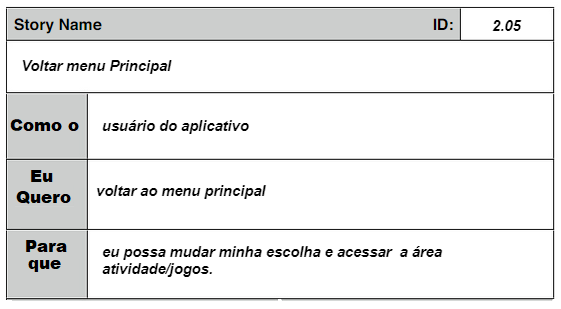 Story Name ID: 2.05
Voltar menu Principal
Como o usuário do aplicativo
Eu Quero voltar ao menu principal
Para que eu possa mudar minha escolha e acessar a área
atividade/jogos.